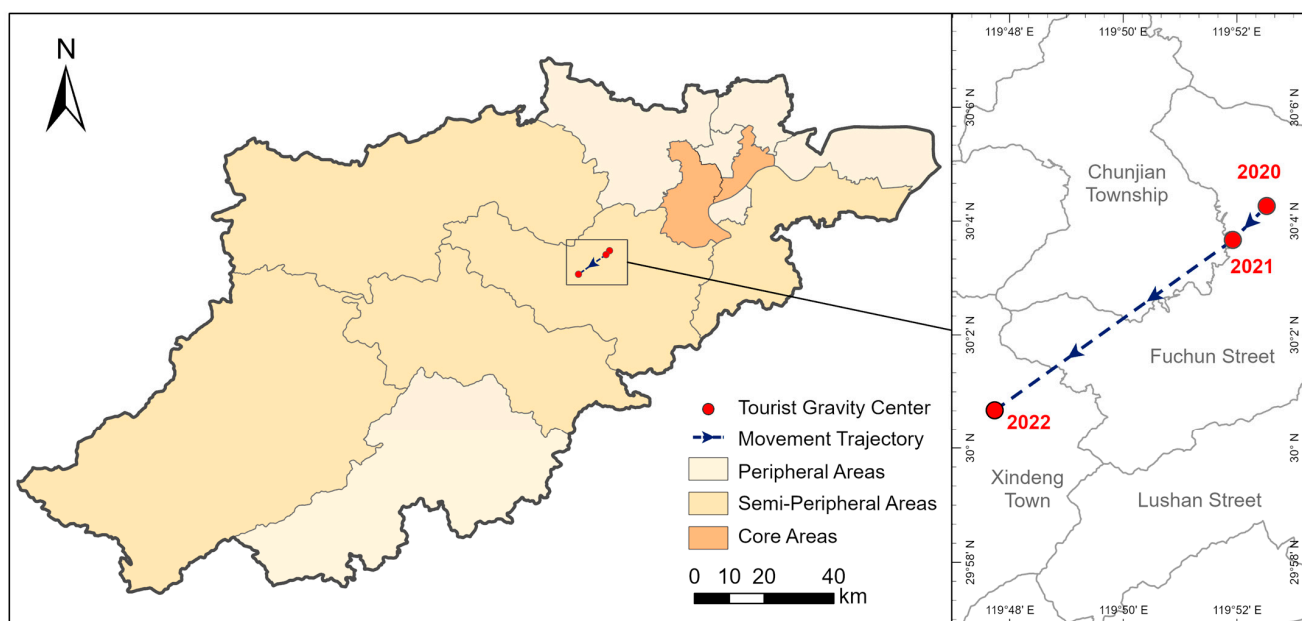 N
Tourist Gravity Center
Movement Trajectory
Peripheral Areas
Semi-Peripheral Areas
Core Areas
0 10 20 40
km
119°48' E 119°50' E 119°52' E
30°6' N 30°6' N
Chunjian
Township
2020
30°4' N 30°4' N
2021
30°2' N 30°2' N
Fuchun Street
2022
30° N 30° N
Xindeng
Town
Lushan Street
29°58' N 29°58' N
119°48' E 119°50' E 119°52' E